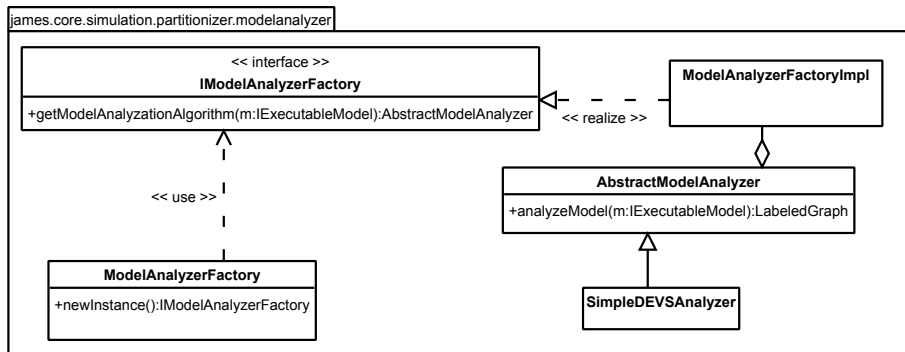 james.core.simulation.partitionizer.modelanalyzer
<< interface >>
IModelAnalyzerFactory
+getModelAnalyzationAlgorithm(m:IExecutableModel):AbstractModelAnalyzer
ModelAnalyzerFactoryImpl
<< realize >>
<< use >>
AbstractModelAnalyzer
+analyzeModel(m:IExecutableModel):LabeledGraph
ModelAnalyzerFactory
+newInstance():IModelAnalyzerFactory
SimpleDEVSAnalyzer